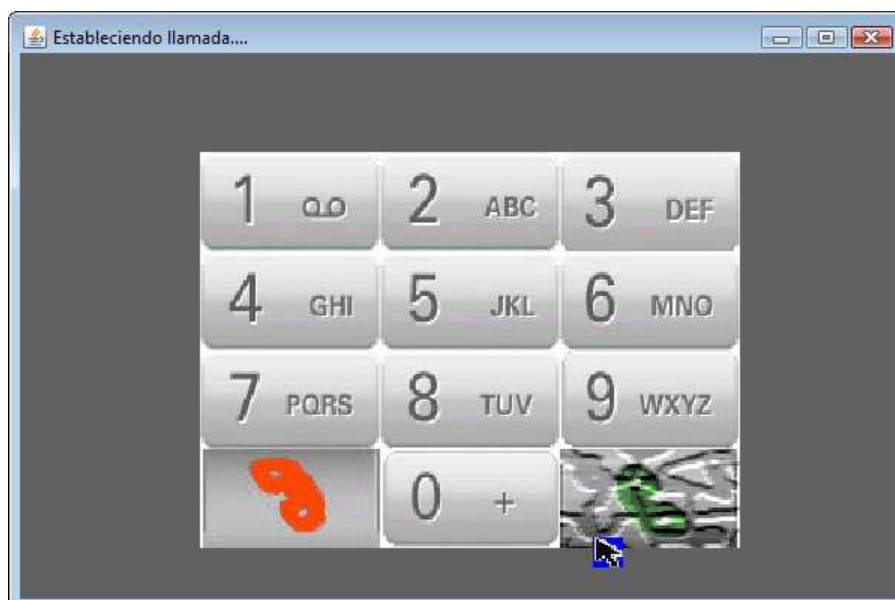 Estableciendo llamada....
1
2 ABC
3 DEF
4 GHI
5 JKL
6 MNO
7 PQRS
8 TUV
9 WXYZ
0 +